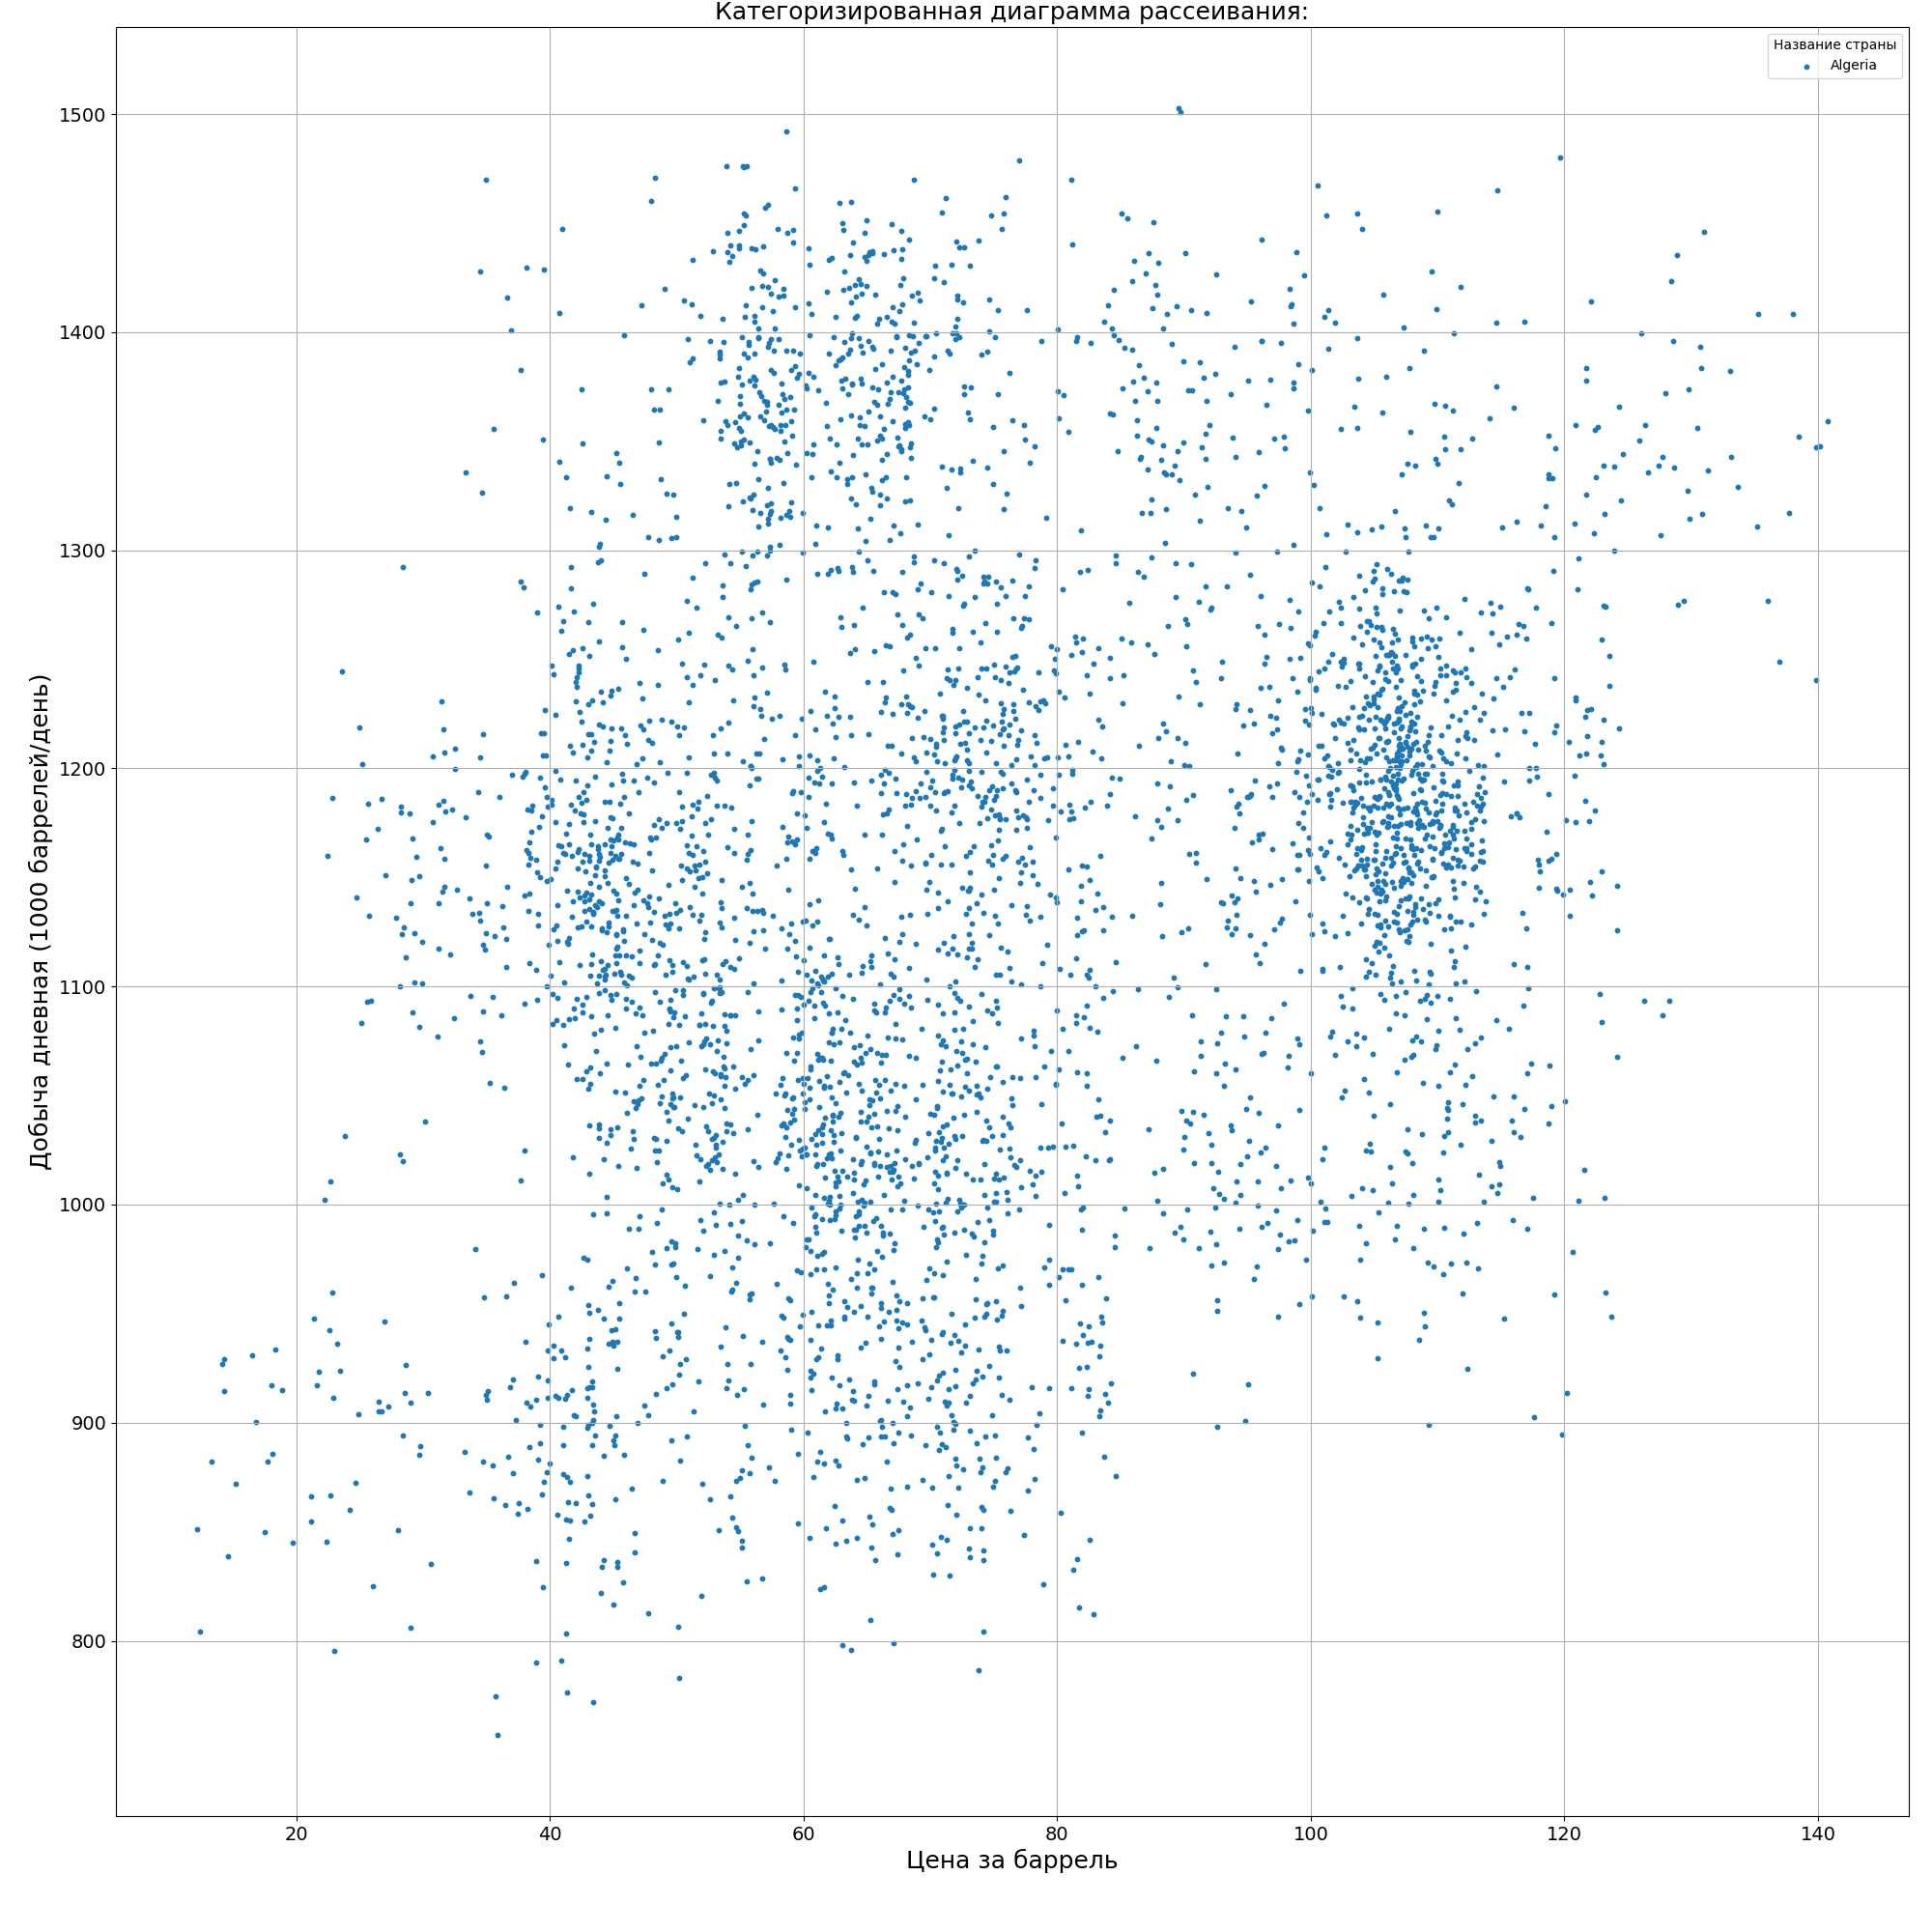 Категоризированная диаграмма рассеивания:
Название страны
Algeria
1500
1400
1300
1200
1100
1000
900
800
Добыча дневная (1000 баррелей/день)
20 40 60 80 100 120 140
Цена за баррель